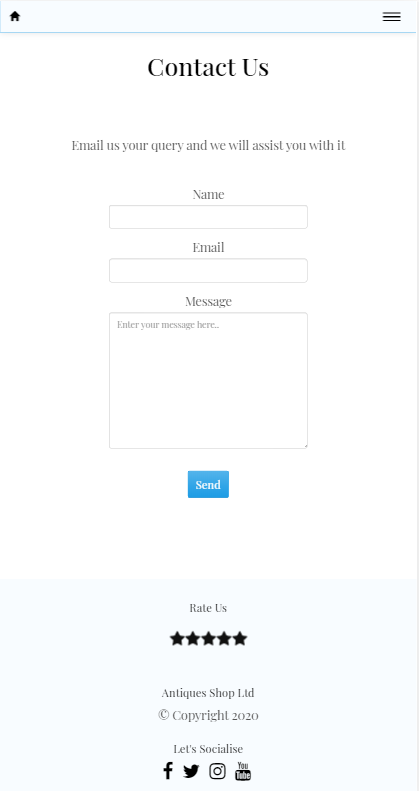 Contact Us
Email us your query and we will assist you with it
Name
Email
Message
Enter your message here..
Send
Rate Us
Antiques Shop Ltd
© Copyright 2020
Let's Socialise
You
Tube